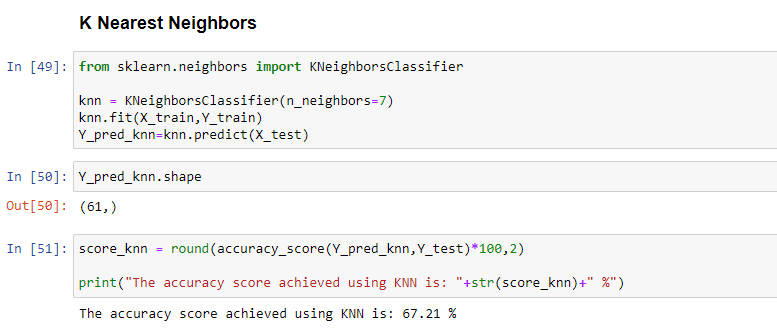 K Nearest Neighbors
In [49]: from sklearn.neighbors import KNeighborsClassifier
knn = KNeighborsClassifier(n_neighbors=7)
knn.fit(X_train,Y_train)
Y_pred_knn=knn.predict(X_test)
In [50]: Y_pred_knn.shape
Out[50]: (61,)
In [51]: score_knn = round(accuracy_score(Y_pred_knn,Y_test)*100,2)
print("The accuracy score achieved using KNN is: "+str(score_knn)+" %")
The accuracy score achieved using KNN is: 67.21 %